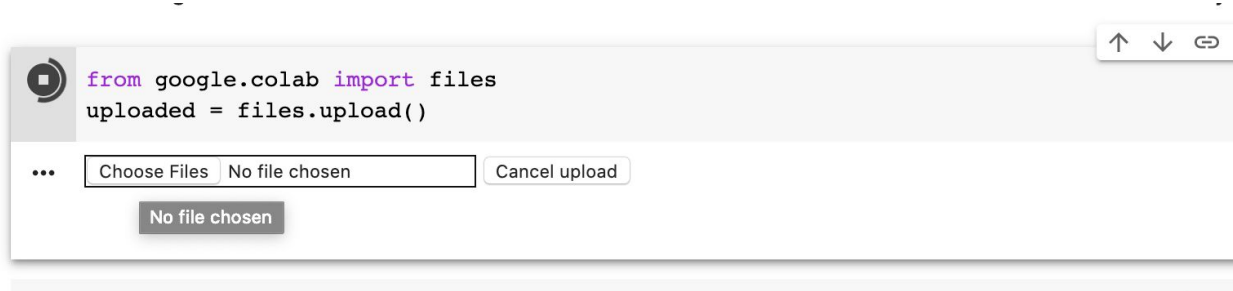 from google.colab import files
uploaded = files.upload()
Choose Files No file chosen Cancel upload
No file chosen